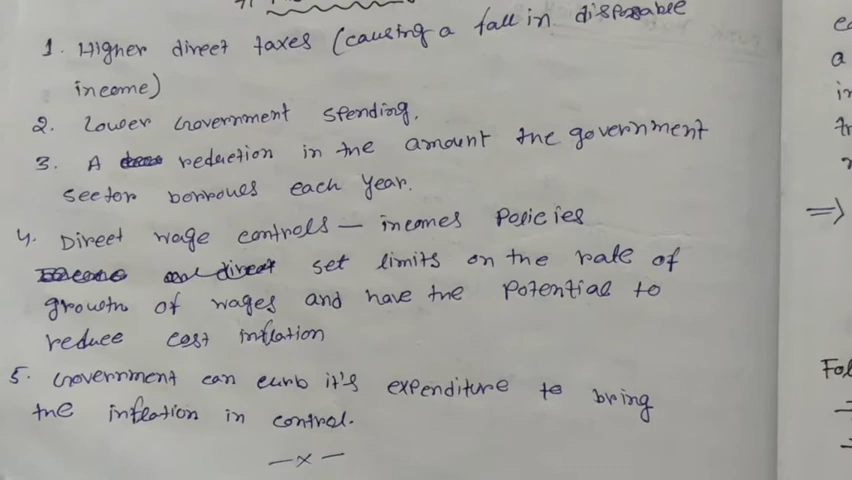 1. Higher direct taxes (causing a fall in disposable
income)
2. Lower Government spending.
3. A reduction in the amount the government
sector borrowes each year.
4. Direct wage controls — incomes Policies
set limits on the rate of
growth of wages and have the potential to
reduce cost inflation
5. Government can curb it's expenditure to bring
the inflation in control.
—x—
a
⇒
Fol